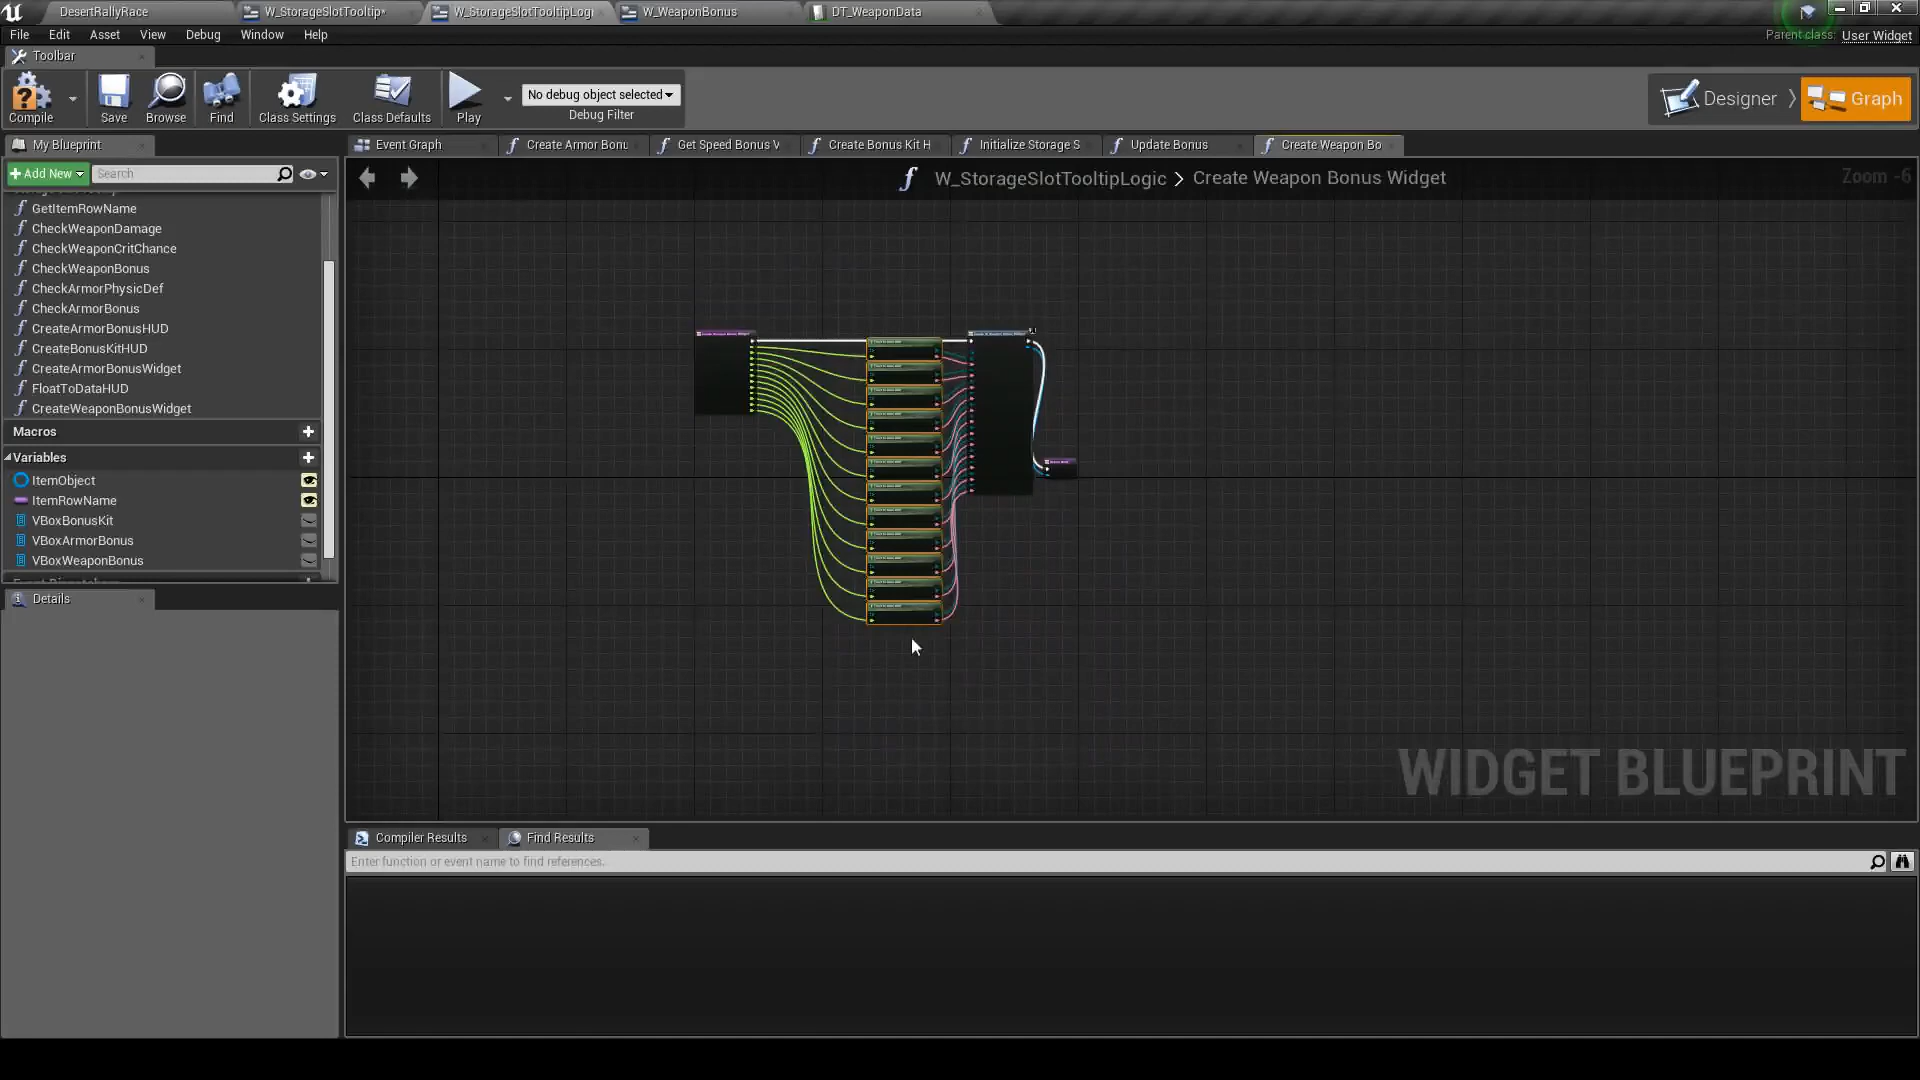 DesertRallyRace
W_StorageSlotTooltip*
W_StorageSlotTooltipLogi
W_WeaponBonus
DT_WeaponData
File
Edit
Asset
View
Debug
Window
Help
Parent class: User Widget
Toolbar
Compile
Save
Browse
Find
Class Settings
Class Defaults
Play
No debug object selected
Debug Filter
Designer
Graph
My Blueprint
Event Graph
Create Armor Bonu
Get Speed Bonus V
Create Bonus Kit H
Initialize Storage S
Update Bonus
Create Weapon Bo
+Add New
Search
W_StorageSlotTooltipLogic > Create Weapon Bonus Widget
Zoom -6
GetItemRowName
CheckWeaponDamage
CheckWeaponCritChance
CheckWeaponBonus
CheckArmorPhysicDef
CheckArmorBonus
CreateArmorBonusHUD
CreateBonusKitHUD
CreateArmorBonusWidget
FloatToDataHUD
CreateWeaponBonusWidget
Macros
Variables
ItemObject
ItemRowName
VBoxBonusKit
VBoxArmorBonus
VBoxWeaponBonus
Details
WIDGET BLUEPRINT
Compiler Results
Find Results
Enter function or event name to find references.